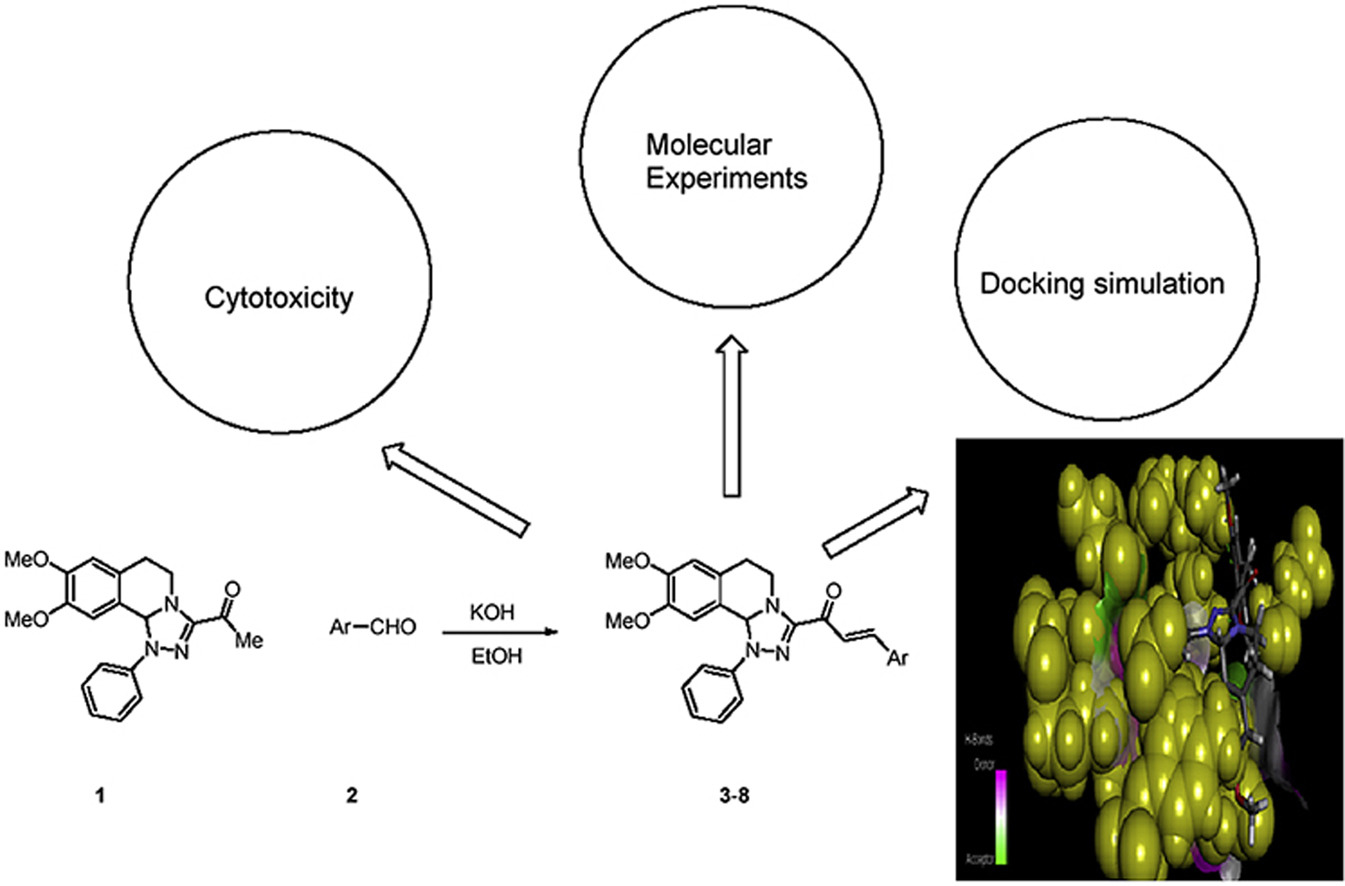 Molecular
Experiments
Cytotoxicity
Docking simulation
MeO
MeO
N
N
N
O
Me
1
Ar—CHO
2
KOH
EtOH
MeO
MeO
N
N
N
O
Ar
3-8
H-Bonds
Donor
Acceptor